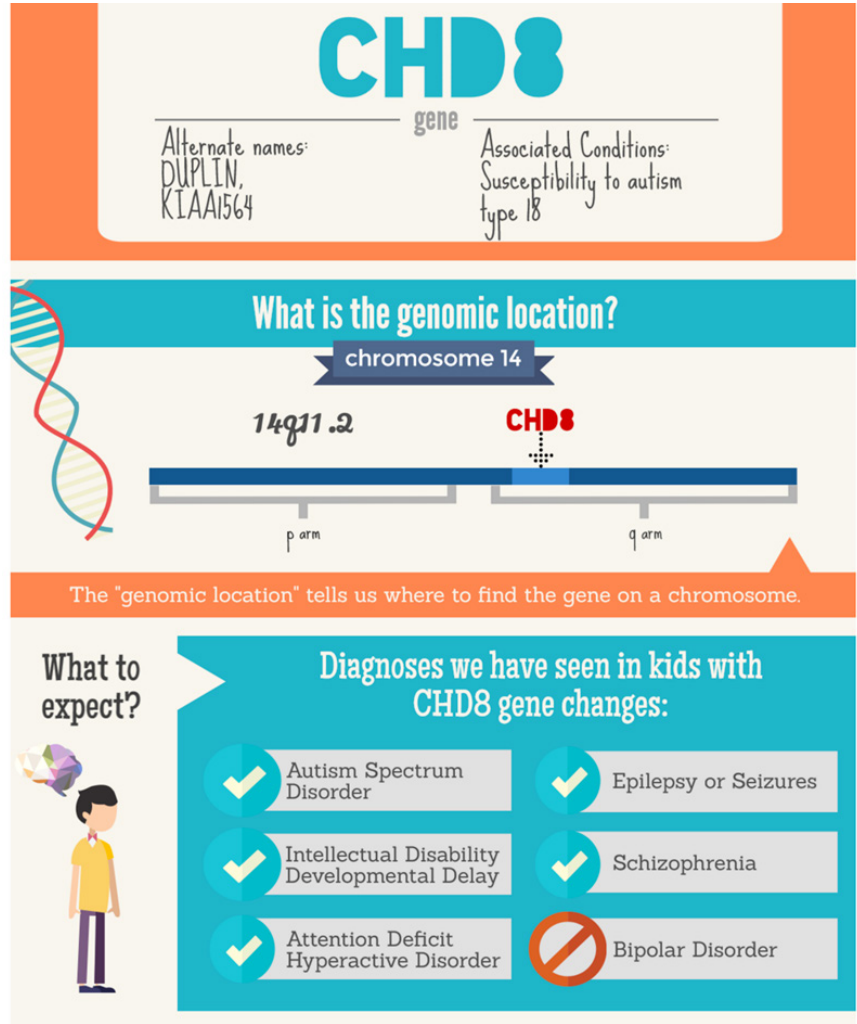 CHD8
gene
Alternate names:
DUPLIN,
KIAA1564
Associated Conditions:
Susceptibility to autism
type 18
What is the genomic location?
chromosome 14
14q11.2
CHD8
p arm
q arm
The "genomic location" tells us where to find the gene on a chromosome.
What to
expect?
Diagnoses we have seen in kids with
CHD8 gene changes:
Autism Spectrum
Disorder
Epilepsy or Seizures
Intellectual Disability
Developmental Delay
Schizophrenia
Attention Deficit
Hyperactive Disorder
Bipolar Disorder